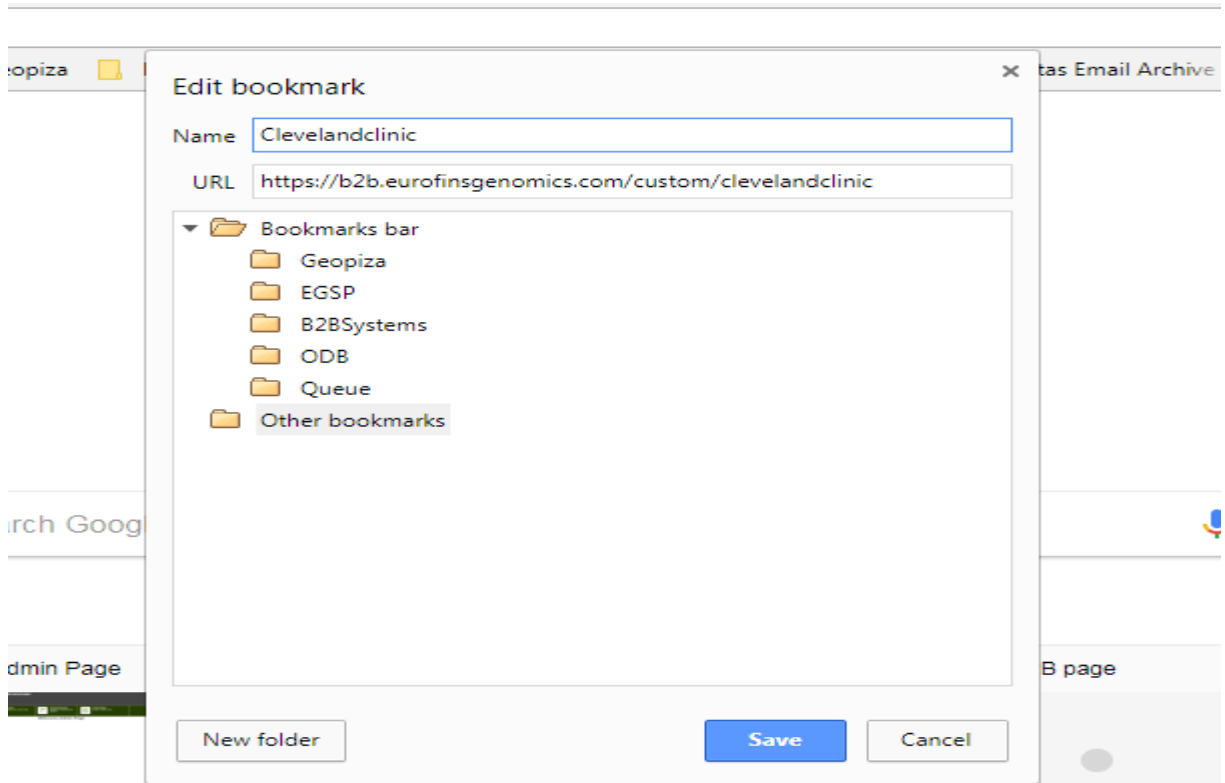 eopiza
tas Email Archive
Edit bookmark
Name Clevelandclinic
URL https://b2b.eurofinsgenomics.com/custom/clevelandclinic
Bookmarks bar
Geopiza
EGSP
B2BSystems
ODB
Queue
Other bookmarks
rch Googl
dmin Page
B page
New folder
Save
Cancel